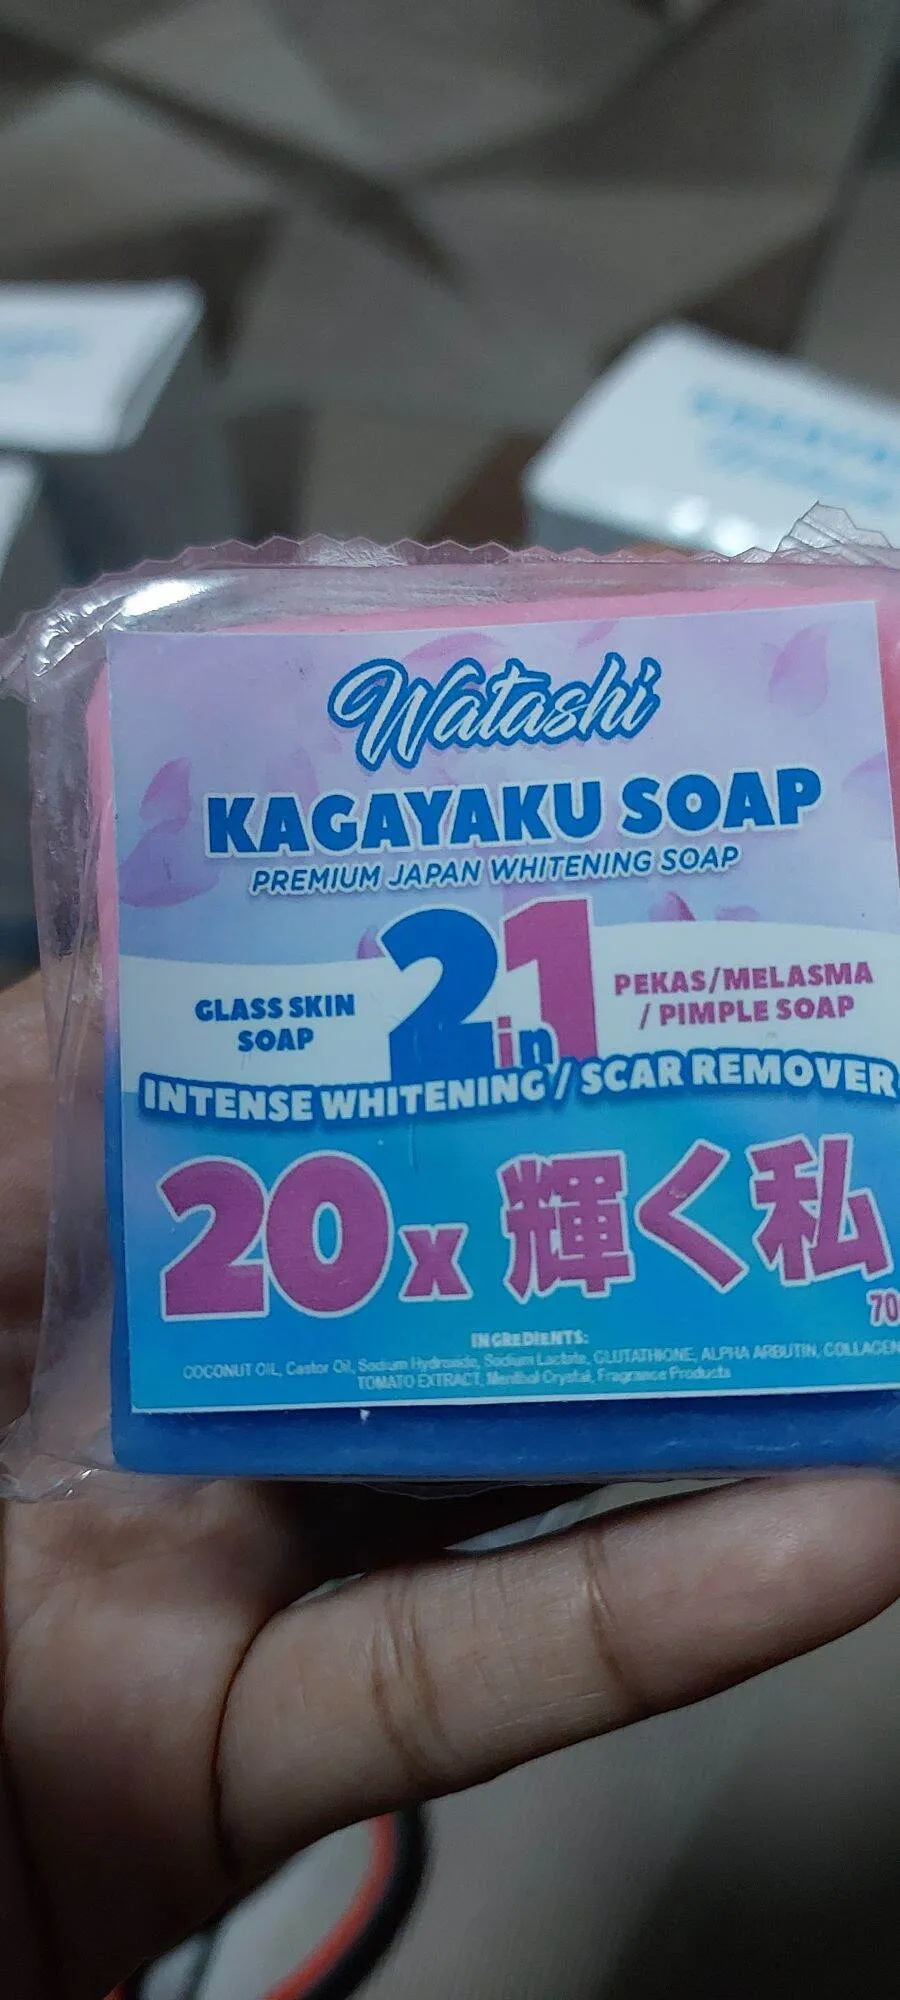 Watashi
KAGAYAKU SOAP
PREMIUM JAPAN WHITENING SOAP
GLASS SKIN
SOAP
2in1
PEKAS/MELASMA
/ PIMPLE SOAP
INTENSE WHITENING / SCAR REMOVER
20x 輝く私
70
INGREDIENTS:
COCONUT OIL, Castor Oil, Sodium Hydroxide, Sodium Lactate, GLUTATHIONE, ALPHA ARBUTIN, COLLAGEN
TOMATO EXTRACT, Menthol Crystal, Fragrance Products